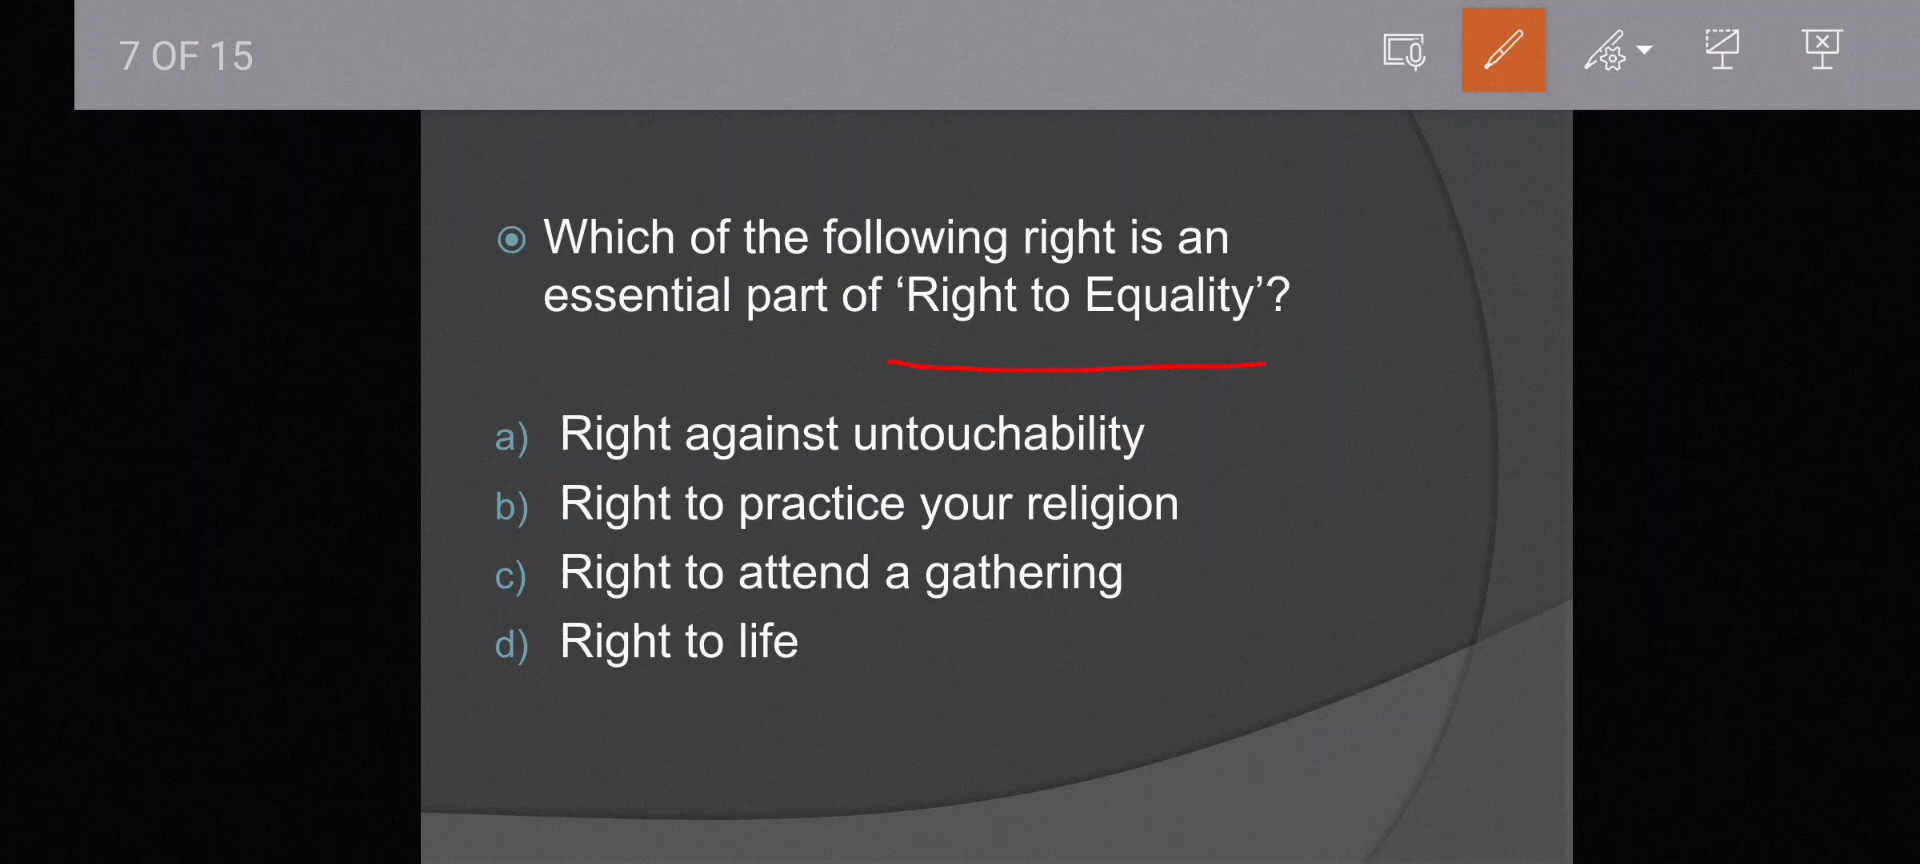 7 OF 15
Which of the following right is an
essential part of ‘Right to Equality’?
a) Right against untouchability
b) Right to practice your religion
c) Right to attend a gathering
d) Right to life